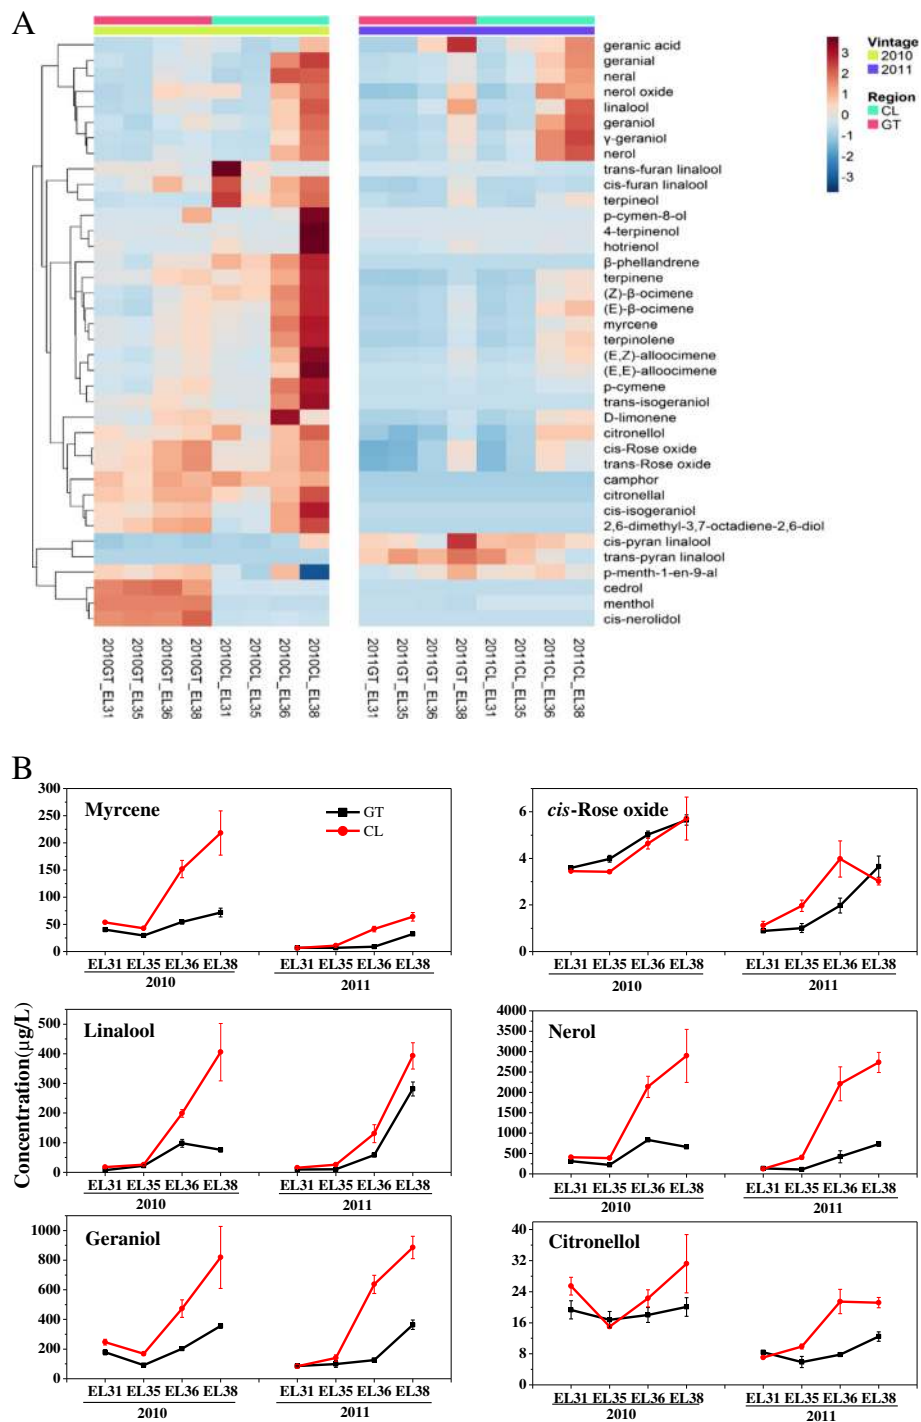 A
geranic acid
geranial
neral
nerol oxide
linalool
geraniol
γ-geraniol
nerol
trans-furan linalool
cis-furan linalool
terpineol
p-cymen-8-ol
4-terpinenol
hotrienol
β-phellandrene
terpinene
(Z)-β-ocimene
(E)-β-ocimene
myrcene
terpinolene
(E,Z)-alloocimene
(E,E)-alloocimene
p-cymene
trans-isogeraniol
D-limonene
citronellol
cis-Rose oxide
trans-Rose oxide
camphor
citronellal
cis-isogeraniol
2,6-dimethyl-3,7-octadiene-2,6-diol
cis-pyran linalool
trans-pyran linalool
p-menth-1-en-9-al
cedrol
menthol
cis-nerolidol
3
2
1
0
-1
-2
-3
Vintage
2010
2011
Region
CL
GT
2010GT_EL31
2010GT_EL35
2010GT_EL36
2010GT_EL38
2010CL_EL31
2010CL_EL35
2010CL_EL36
2010CL_EL38
2011GT_EL31
2011GT_EL35
2011GT_EL36
2011GT_EL38
2011CL_EL31
2011CL_EL35
2011CL_EL36
2011CL_EL38
B
Concentration(μg/L)
Myrcene
GT
CL
300
250
200
150
100
50
0
EL31 EL35 EL36 EL38 EL31 EL35 EL36 EL38
2010 2011
cis-Rose oxide
6
4
2
0
EL31 EL35 EL36 EL38 EL31 EL35 EL36 EL38
2010 2011
Linalool
500
400
300
200
100
0
EL31 EL35 EL36 EL38 EL31 EL35 EL36 EL38
2010 2011
Nerol
4000
3500
3000
2500
2000
1500
1000
500
0
EL31 EL35 EL36 EL38 EL31 EL35 EL36 EL38
2010 2011
Geraniol
1000
800
600
400
200
0
EL31 EL35 EL36 EL38 EL31 EL35 EL36 EL38
2010 2011
Citronellol
40
32
24
16
8
0
EL31 EL35 EL36 EL38 EL31 EL35 EL36 EL38
2010 2011